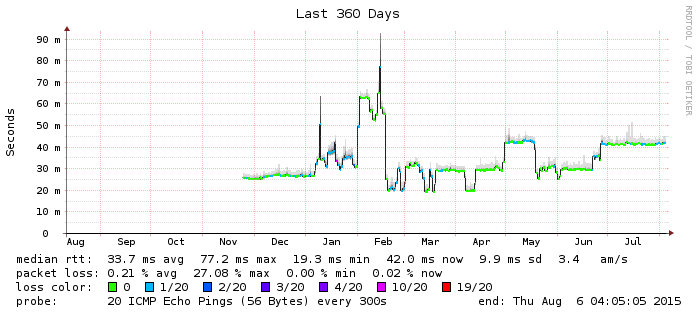 Last 360 Days
RRDTOOL / TOBI OETIKER
Seconds
90 m
80 m
70 m
60 m
50 m
40 m
30 m
20 m
10 m
0
Aug Sep Oct Nov Dec Jan Feb Mar Apr May Jun Jul
median rtt: 33.7 ms avg 77.2 ms max 19.3 ms min 42.0 ms now 9.9 ms sd 3.4 am/s
packet loss: 0.21 % avg 27.08 % max 0.00 % min 0.02 % now
loss color: 0 1/20 2/20 3/20 4/20 10/20 19/20
probe: 20 ICMP Echo Pings (56 Bytes) every 300s end: Thu Aug 6 04:05:05 2015